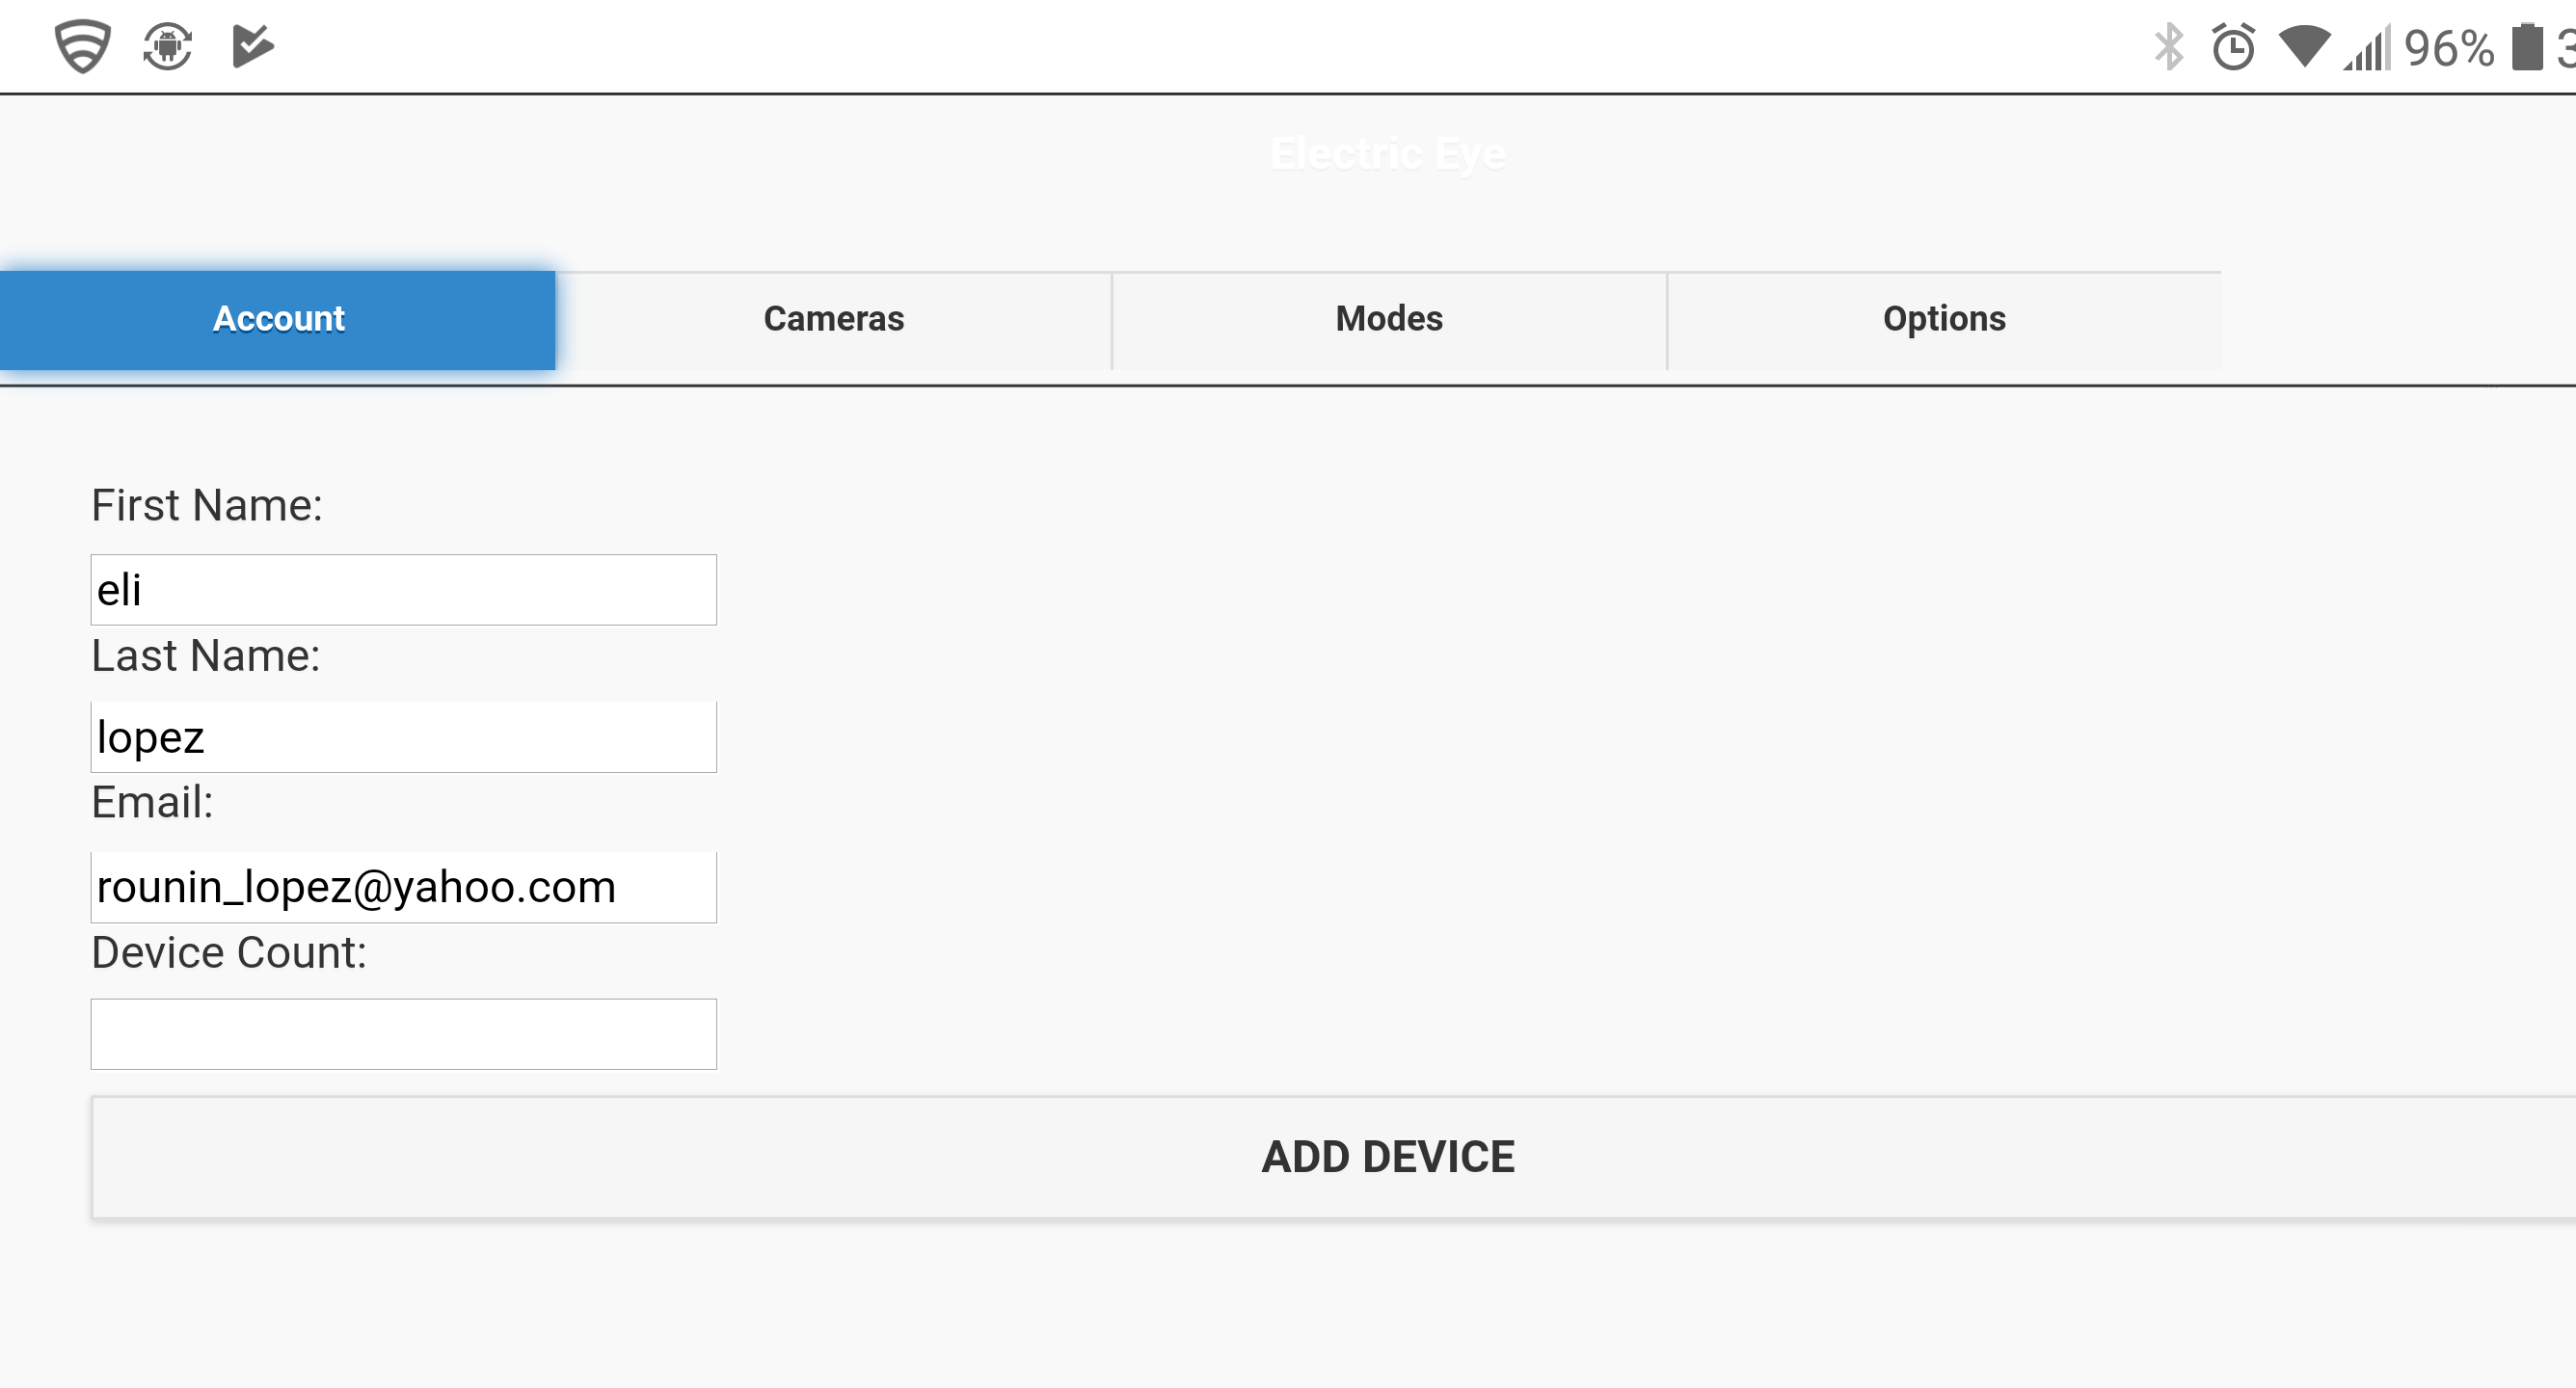 96% 3
Electric Eye
Account Cameras Modes Options
First Name:
eli
Last Name:
lopez
Email:
rounin_lopez@yahoo.com
Device Count:
ADD DEVICE